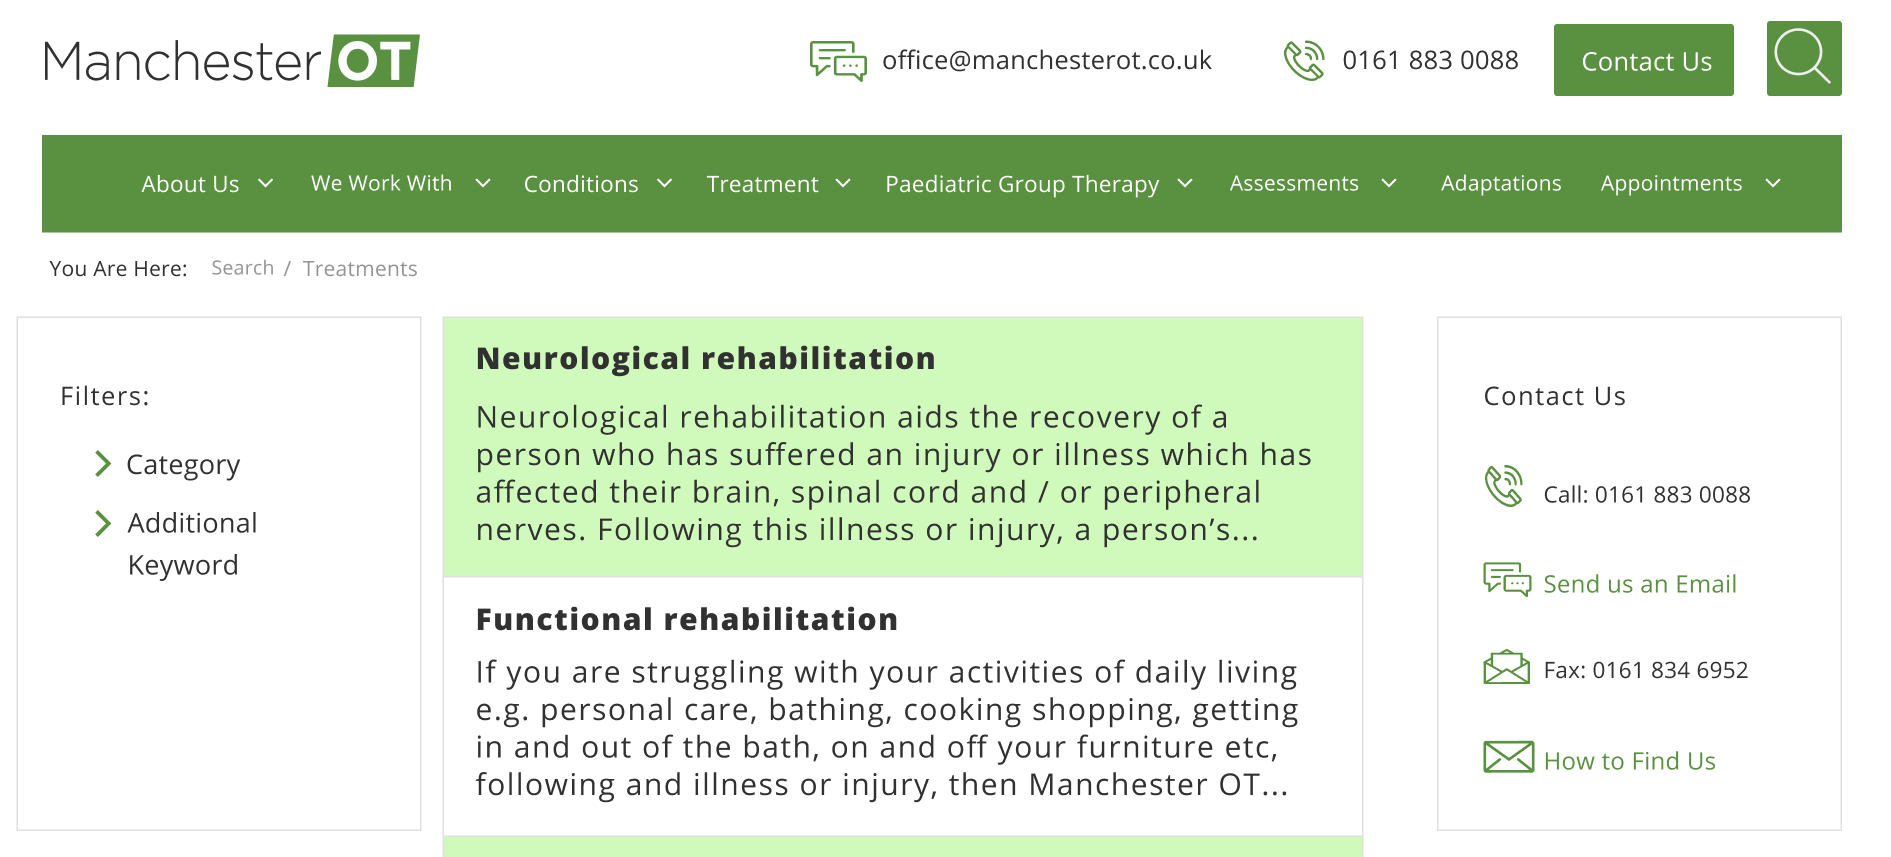 Manchester OT
office@manchesterot.co.uk
0161 883 0088
Contact Us
About Us
We Work With
Conditions
Treatment
Paediatric Group Therapy
Assessments
Adaptations
Appointments
You Are Here: Search / Treatments
Filters:
Category
Additional
Keyword
Neurological rehabilitation
Neurological rehabilitation aids the recovery of a
person who has suffered an injury or illness which has
affected their brain, spinal cord and / or peripheral
nerves. Following this illness or injury, a person’s...
Functional rehabilitation
If you are struggling with your activities of daily living
e.g. personal care, bathing, cooking shopping, getting
in and out of the bath, on and off your furniture etc,
following and illness or injury, then Manchester OT...
Contact Us
Call: 0161 883 0088
Send us an Email
Fax: 0161 834 6952
How to Find Us